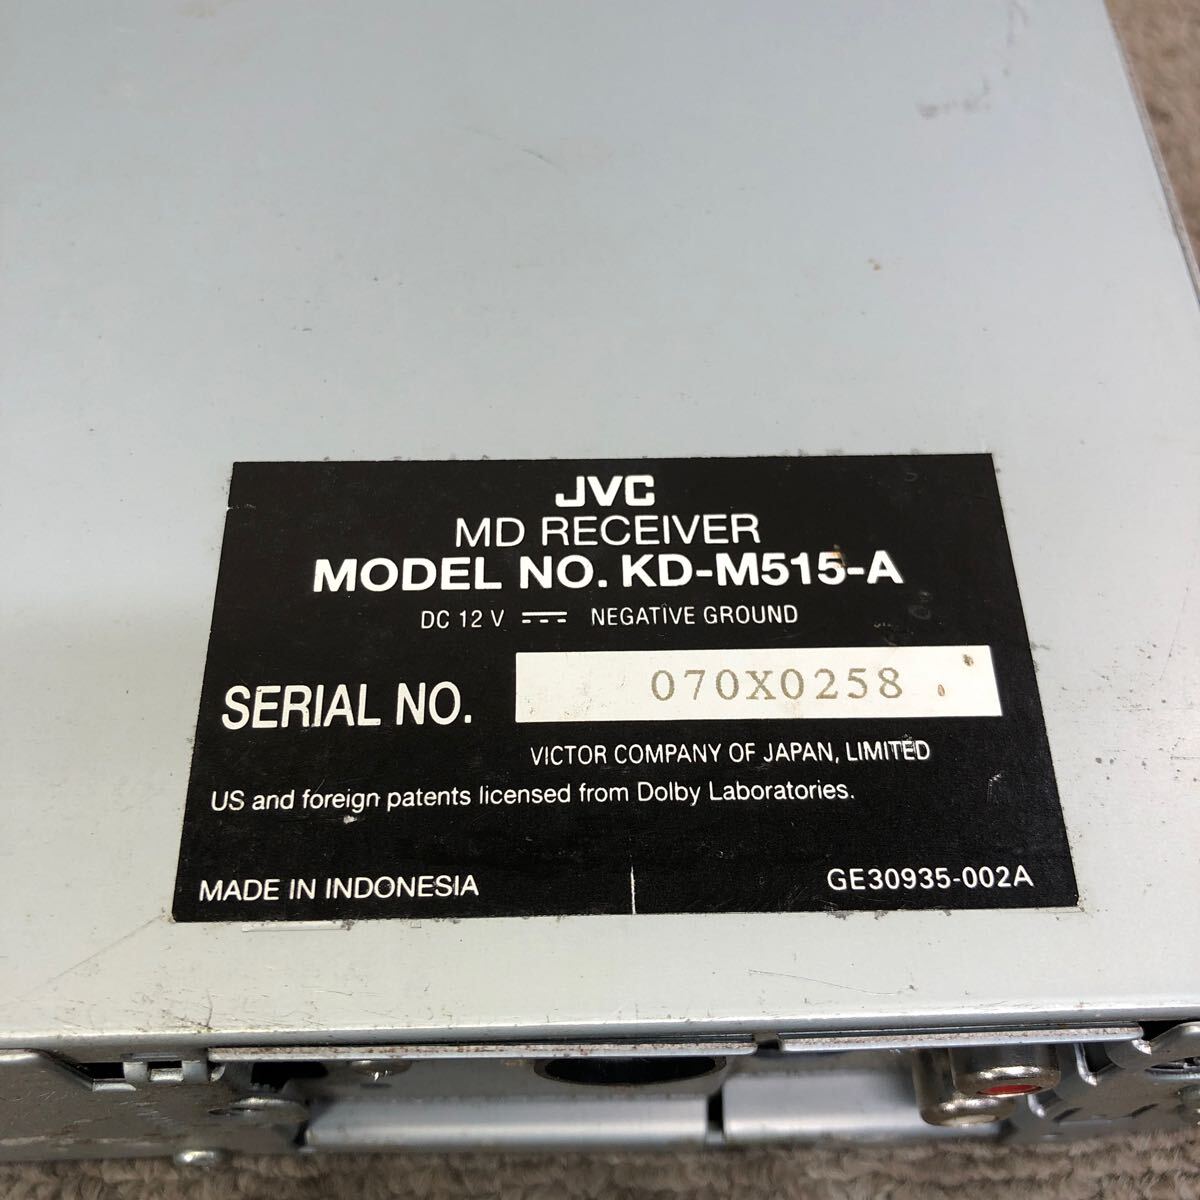 JVC
MD RECEIVER
MODEL NO. KD-M515-A
DC 12 V NEGATIVE GROUND
SERIAL NO. 070X0258
VICTOR COMPANY OF JAPAN, LIMITED
US and foreign patents licensed from Dolby Laboratories.
MADE IN INDONESIA GE30935-002A